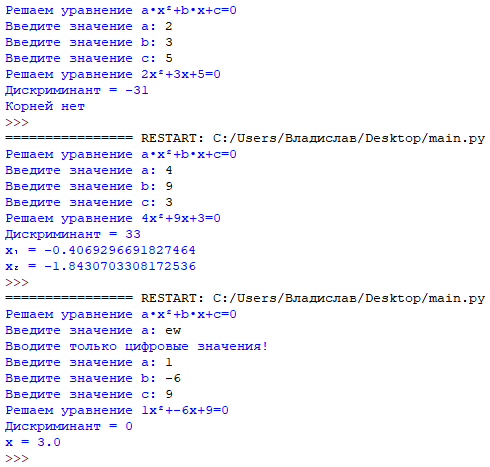 Решаем уравнение a•x²+b•x+c=0
Введите значение a: 2
Введите значение b: 3
Введите значение c: 5
Решаем уравнение 2x²+3x+5=0
Дискриминант = -31
Корней нет
>>>
================ RESTART: C:/Users/Владислав/Desktop/main.py
Решаем уравнение a•x²+b•x+c=0
Введите значение a: 4
Введите значение b: 9
Введите значение c: 3
Решаем уравнение 4x²+9x+3=0
Дискриминант = 33
x₁ = -0.4069296691827464
x₂ = -1.8430703308172536
>>>
================ RESTART: C:/Users/Владислав/Desktop/main.py
Решаем уравнение a•x²+b•x+c=0
Введите значение a: ew
Вводите только цифровые значения!
Введите значение a: 1
Введите значение b: -6
Введите значение c: 9
Решаем уравнение 1x²+-6x+9=0
Дискриминант = 0
x = 3.0
>>>